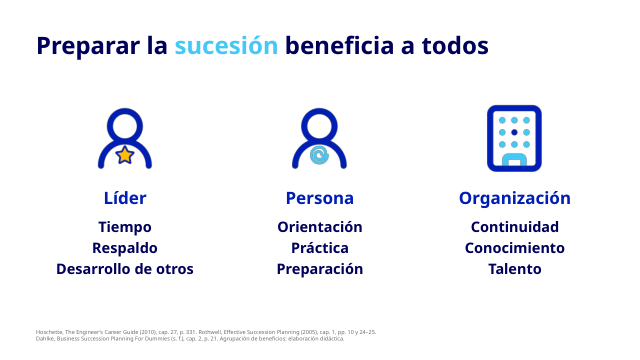 Preparar la sucesión beneficia a todos
Líder
Tiempo
Respaldo
Desarrollo de otros
Persona
Orientación
Práctica
Preparación
Organización
Continuidad
Conocimiento
Talento
Hoschette, The Engineer's Career Guide (2010), cap. 27, p. 331. Rothwell, Effective Succession Planning (2005), cap. 1, pp. 10 y 24–25.
Dahlke, Business Succession Planning For Dummies (s. f.), cap. 2, p. 21. Agrupación de beneficios: elaboración didáctica.